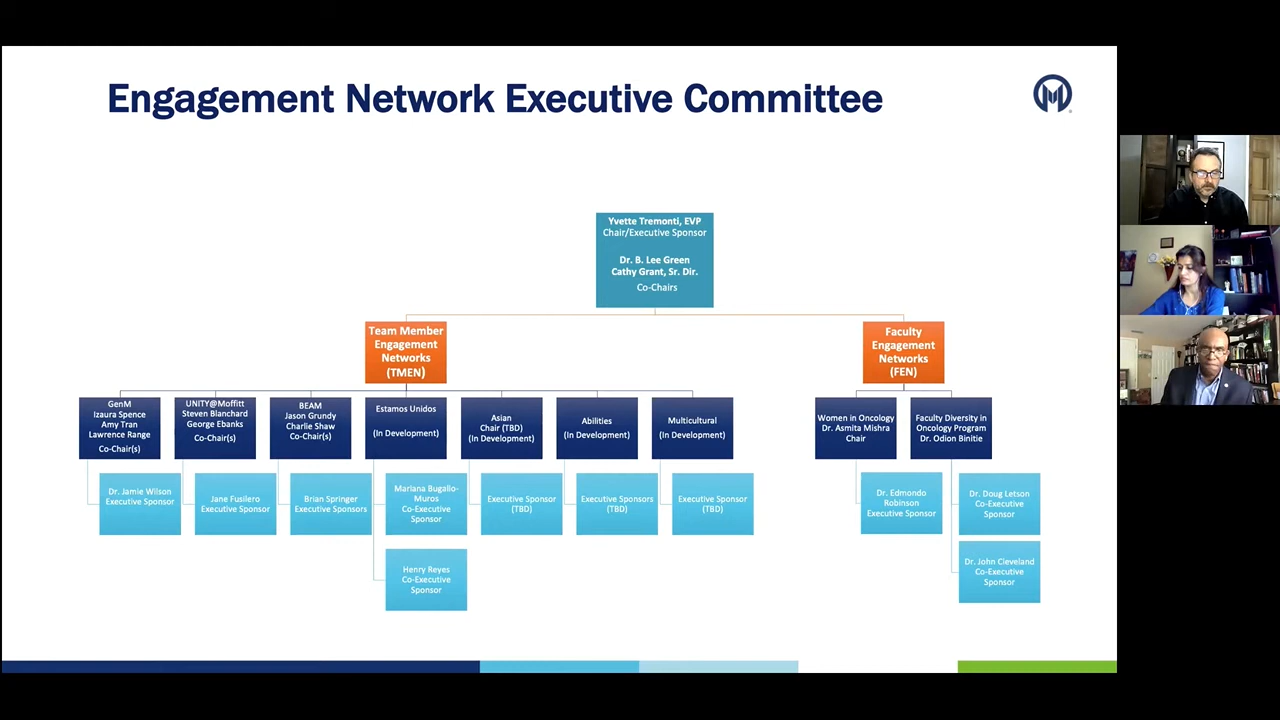 Engagement Network Executive Committee
Yvette Tremonti, EVP
Chair/Executive Sponsor
Dr. B. Lee Green
Cathy Grant, Sr. Dir.
Co-Chairs
Team Member
Engagement
Networks
(TMEN)
Faculty
Engagement
Networks
(FEN)
GenM
Izaura Spence
Amy Tran
Lawrence Range
Co-Chair(s)
UNITY@Moffitt
Steven Blanchard
George Ebanks
Co-Chair(s)
BEAM
Jason Grundy
Charlie Shaw
Co-Chair(s)
Estamos Unidos
(In Development)
Asian
Chair (TBD)
(In Development)
Abilities
(In Development)
Multicultural
(In Development)
Women in Oncology
Dr. Asmita Mishra
Chair
Faculty Diversity in
Oncology Program
Dr. Odion Binitie
Dr. Jamie Wilson
Executive Sponsor
Jane Fusilero
Executive Sponsor
Brian Springer
Executive Sponsors
Mariana Bugallo-
Muros
Co-Executive
Sponsor
Executive Sponsor
(TBD)
Executive Sponsors
(TBD)
Executive Sponsor
(TBD)
Dr. Edmondo
Robinson
Executive Sponsor
Dr. Doug Letson
Co-Executive
Sponsor
Henry Reyes
Co-Executive
Sponsor
Dr. John Cleveland
Co-Executive
Sponsor